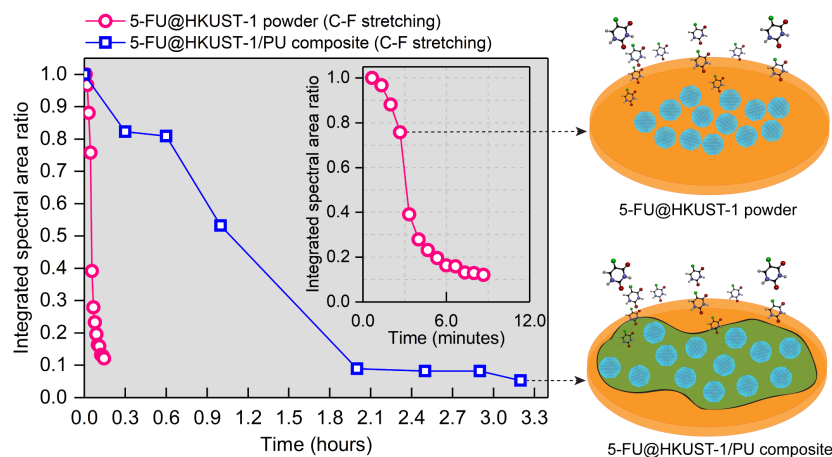 5-FU@HKUST-1 powder (C-F stretching)
5-FU@HKUST-1/PU composite (C-F stretching)
Integrated spectral area ratio
1.0
0.9
0.8
0.7
0.6
0.5
0.4
0.3
0.2
0.1
0.0
0.0 0.3 0.6 0.9 1.2 1.5 1.8 2.1 2.4 2.7 3.0 3.3
Time (hours)
Integrated spectral area ratio
1.0
0.8
0.6
0.4
0.2
0.0
0.0 6.0 12.0
Time (minutes)
5-FU@HKUST-1 powder
5-FU@HKUST-1/PU composite